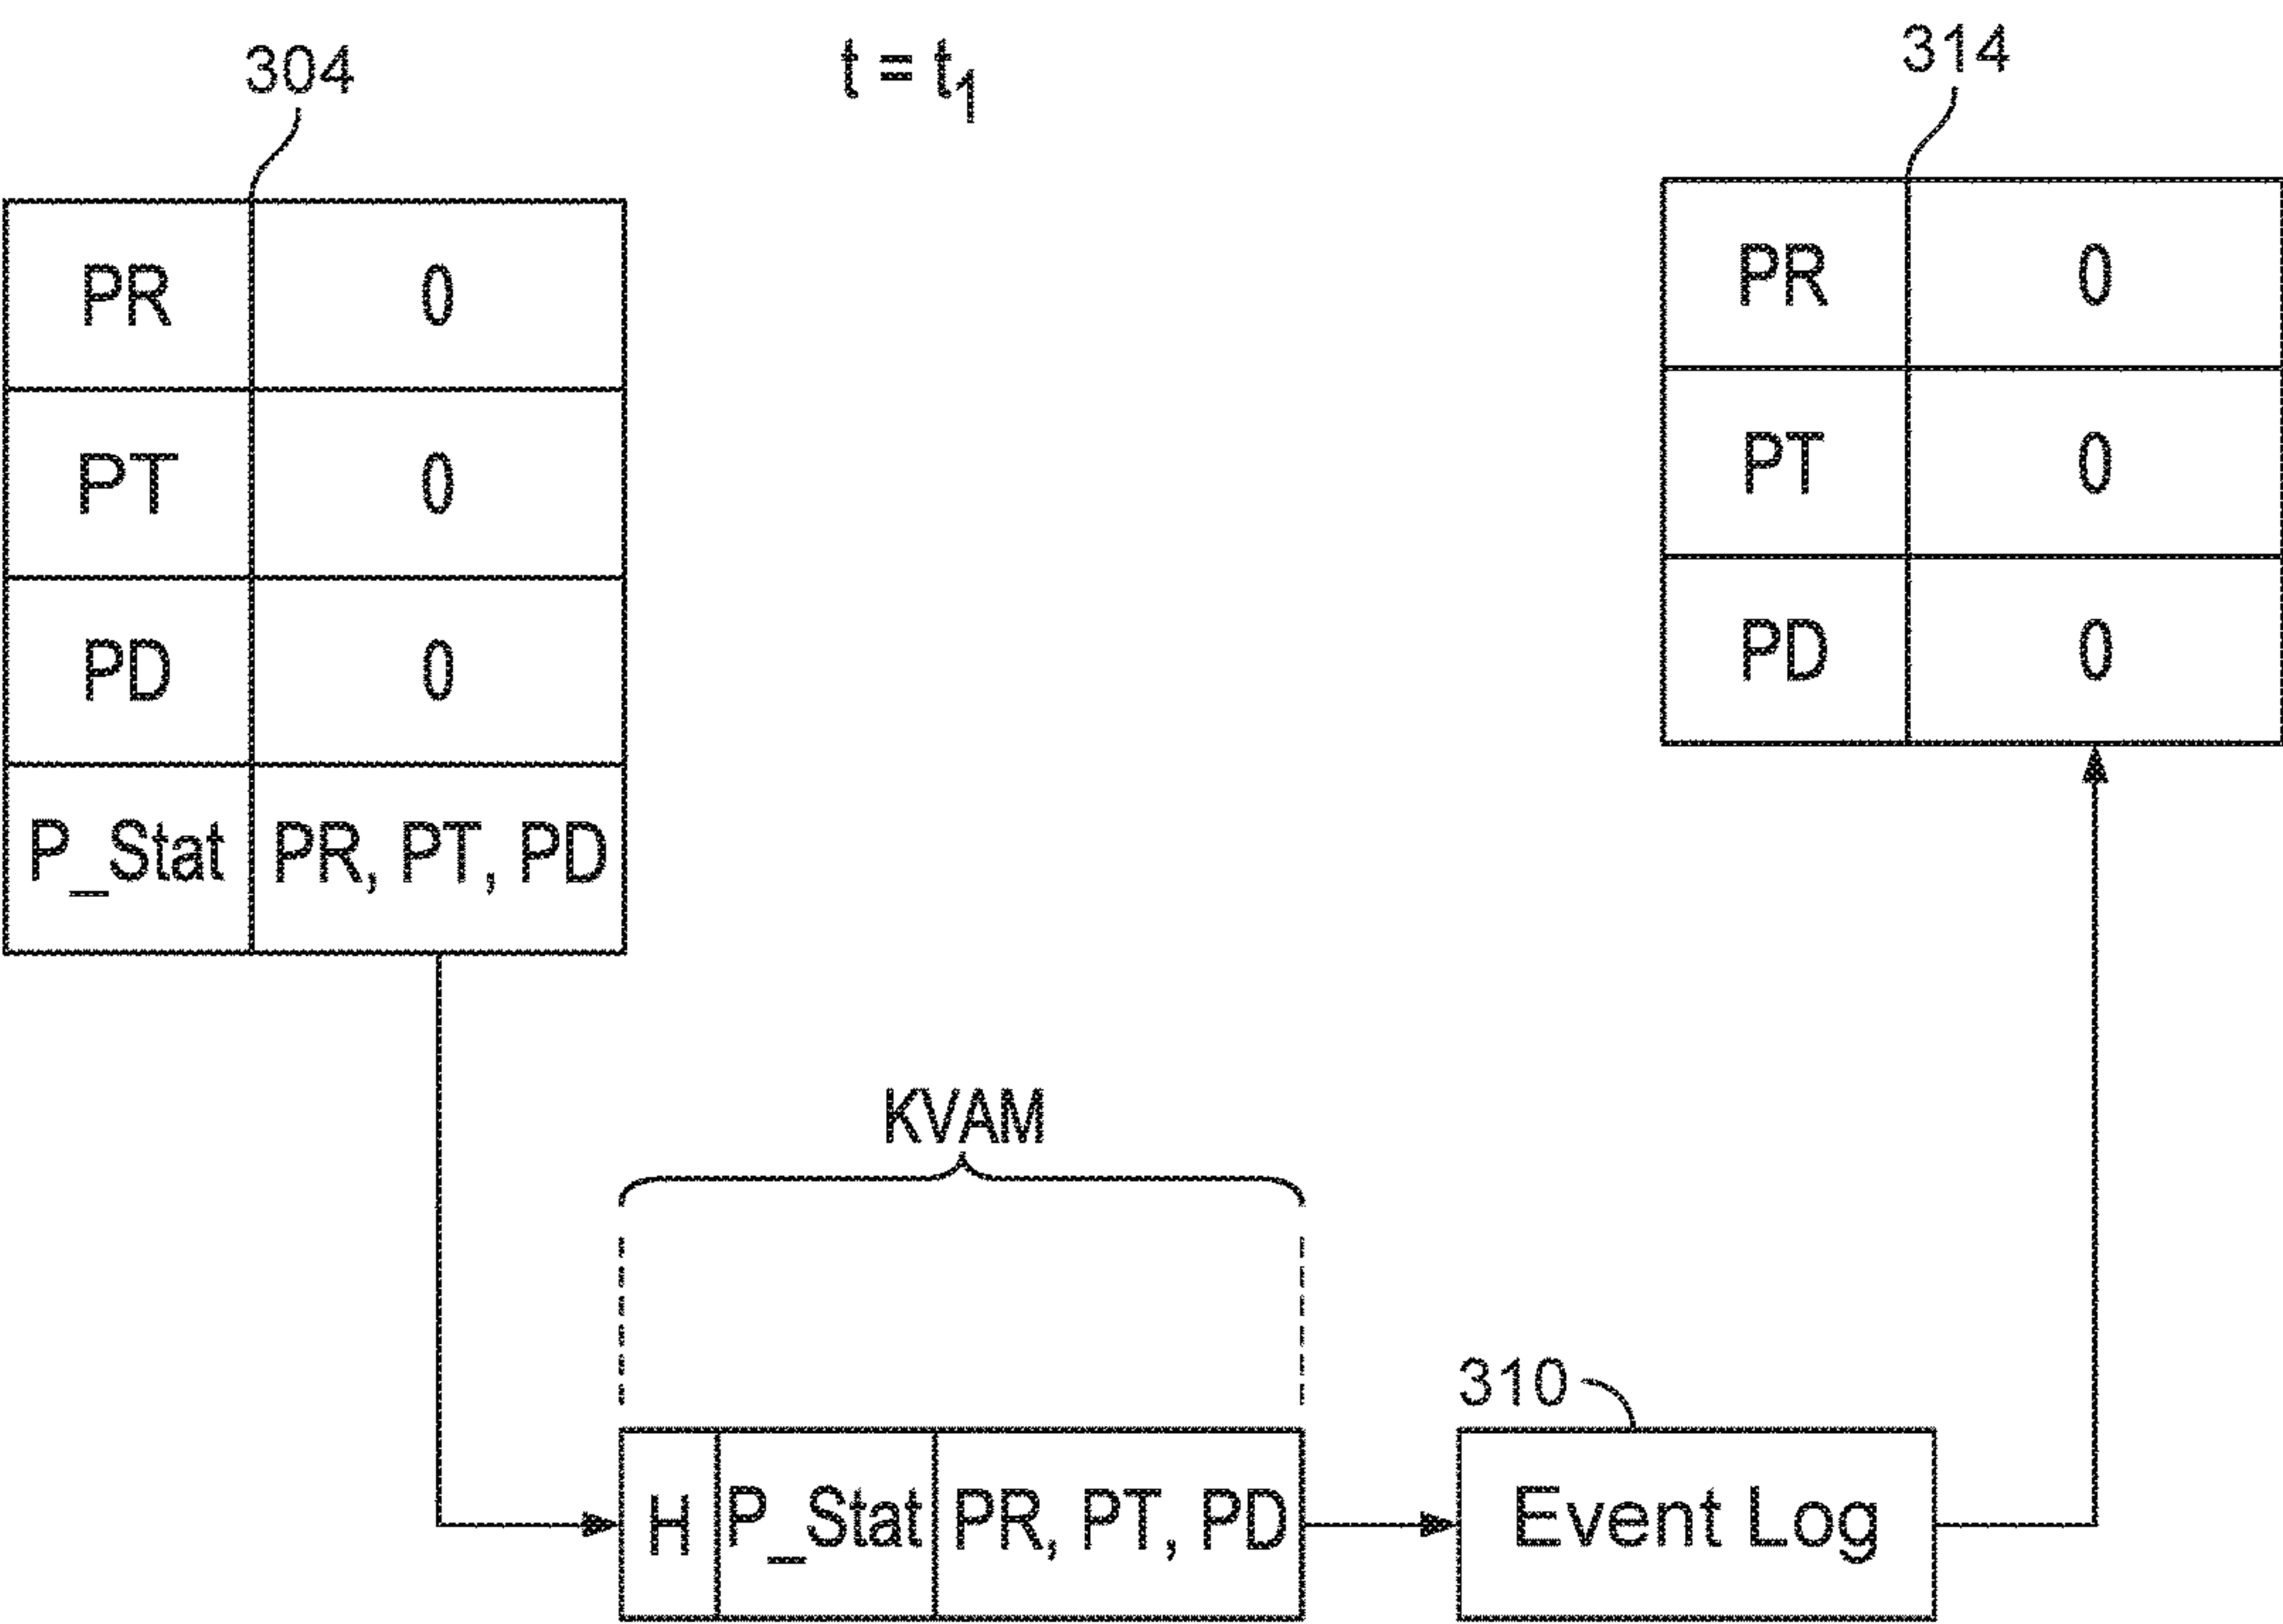 304
t = t1
314
PR 0
PT 0
PD 0
P_Stat PR, PT, PD
PR 0
PT 0
PD 0
KVAM
310
H P_Stat PR, PT, PD
Event Log